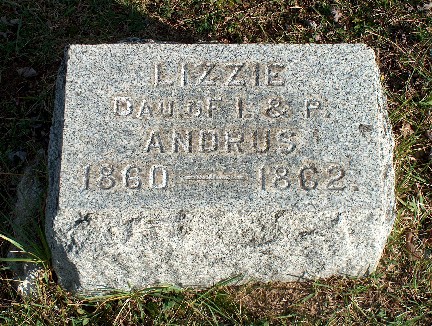 LIZZIE
DAU OF I. & P.
ANDRUS
1860 — 1862.